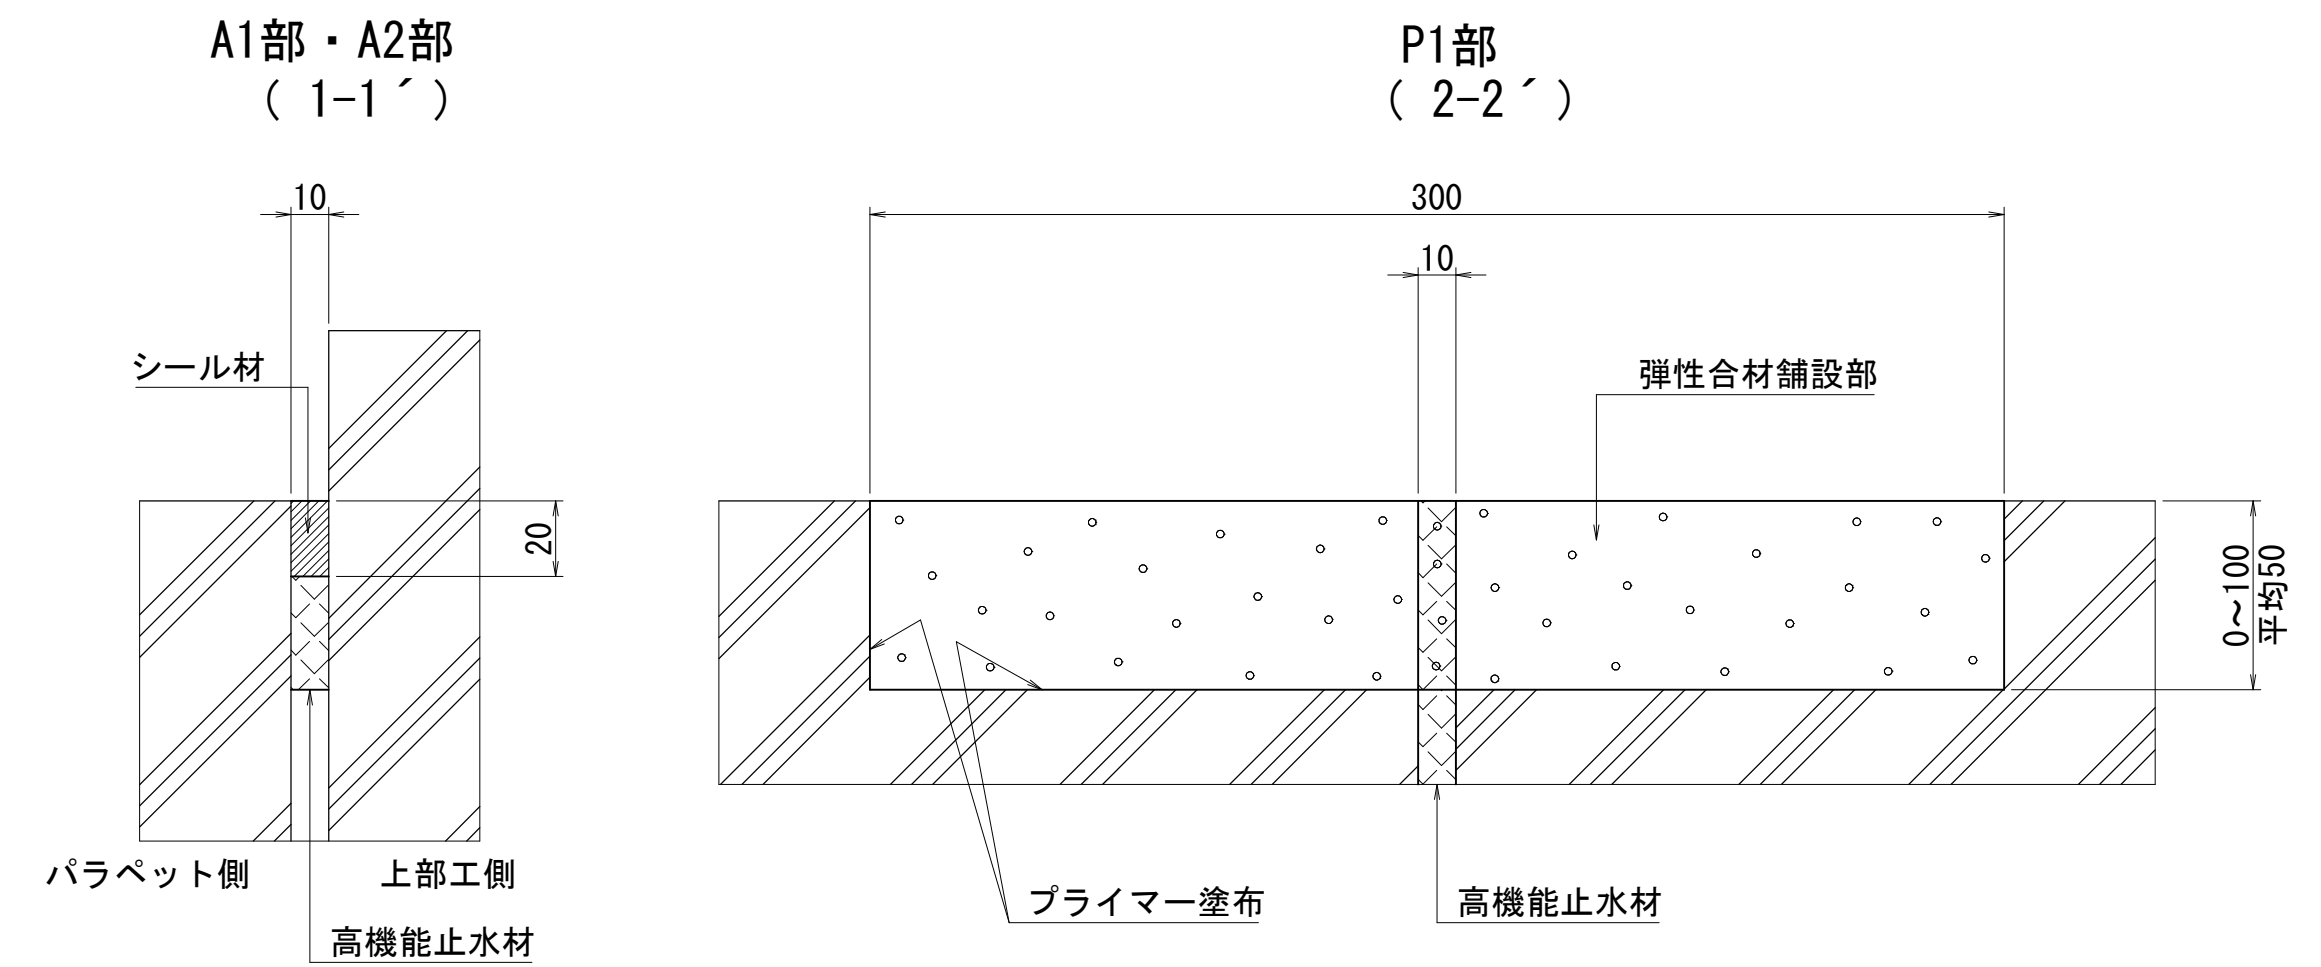 A1部・A2部
( 1-1´)
10
シール材
20
パラペット側
上部工側
高機能止水材
P1部
( 2-2´)
300
10
弾性合材舗設部
0～100
平均50
プライマー塗布
高機能止水材